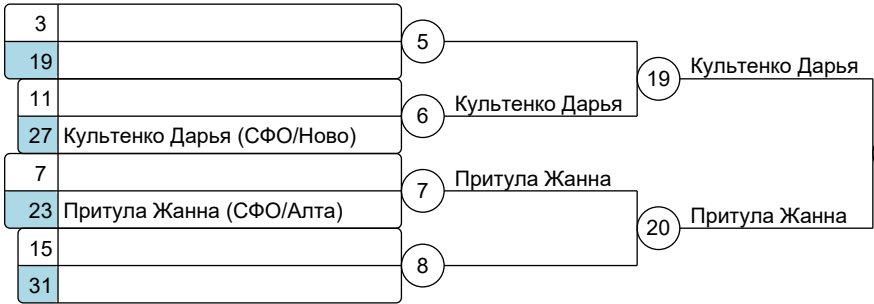 3
5
19
19
Культенко Дарья
11
6
Культенко Дарья
27
Культенко Дарья (СФО/Ново)
7
7
Притула Жанна
23
Притула Жанна (СФО/Алта)
20
Притула Жанна
15
8
31